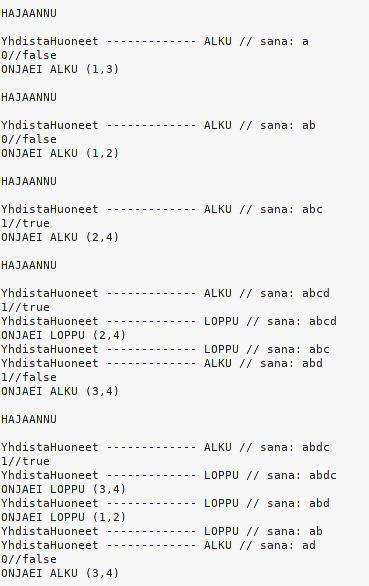 HAJAANNU
YhdistaHuoneet ------------- ALKU // sana: a
0//false
ONJAEI ALKU (1,3)
HAJAANNU
YhdistaHuoneet ------------- ALKU // sana: ab
0//false
ONJAEI ALKU (1,2)
HAJAANNU
YhdistaHuoneet ------------- ALKU // sana: abc
1//true
ONJAEI ALKU (2,4)
HAJAANNU
YhdistaHuoneet ------------- ALKU // sana: abcd
1//true
YhdistaHuoneet ------------- LOPPU // sana: abcd
ONJAEI LOPPU (2,4)
YhdistaHuoneet ------------- LOPPU // sana: abc
YhdistaHuoneet ------------- ALKU // sana: abd
1//false
ONJAEI ALKU (3,4)
HAJAANNU
YhdistaHuoneet ------------- ALKU // sana: abdc
1//true
YhdistaHuoneet ------------- LOPPU // sana: abdc
ONJAEI LOPPU (3,4)
YhdistaHuoneet ------------- LOPPU // sana: abd
ONJAEI LOPPU (1,2)
YhdistaHuoneet ------------- LOPPU // sana: ab
YhdistaHuoneet ------------- ALKU // sana: ad
0//false
ONJAEI ALKU (3,4)